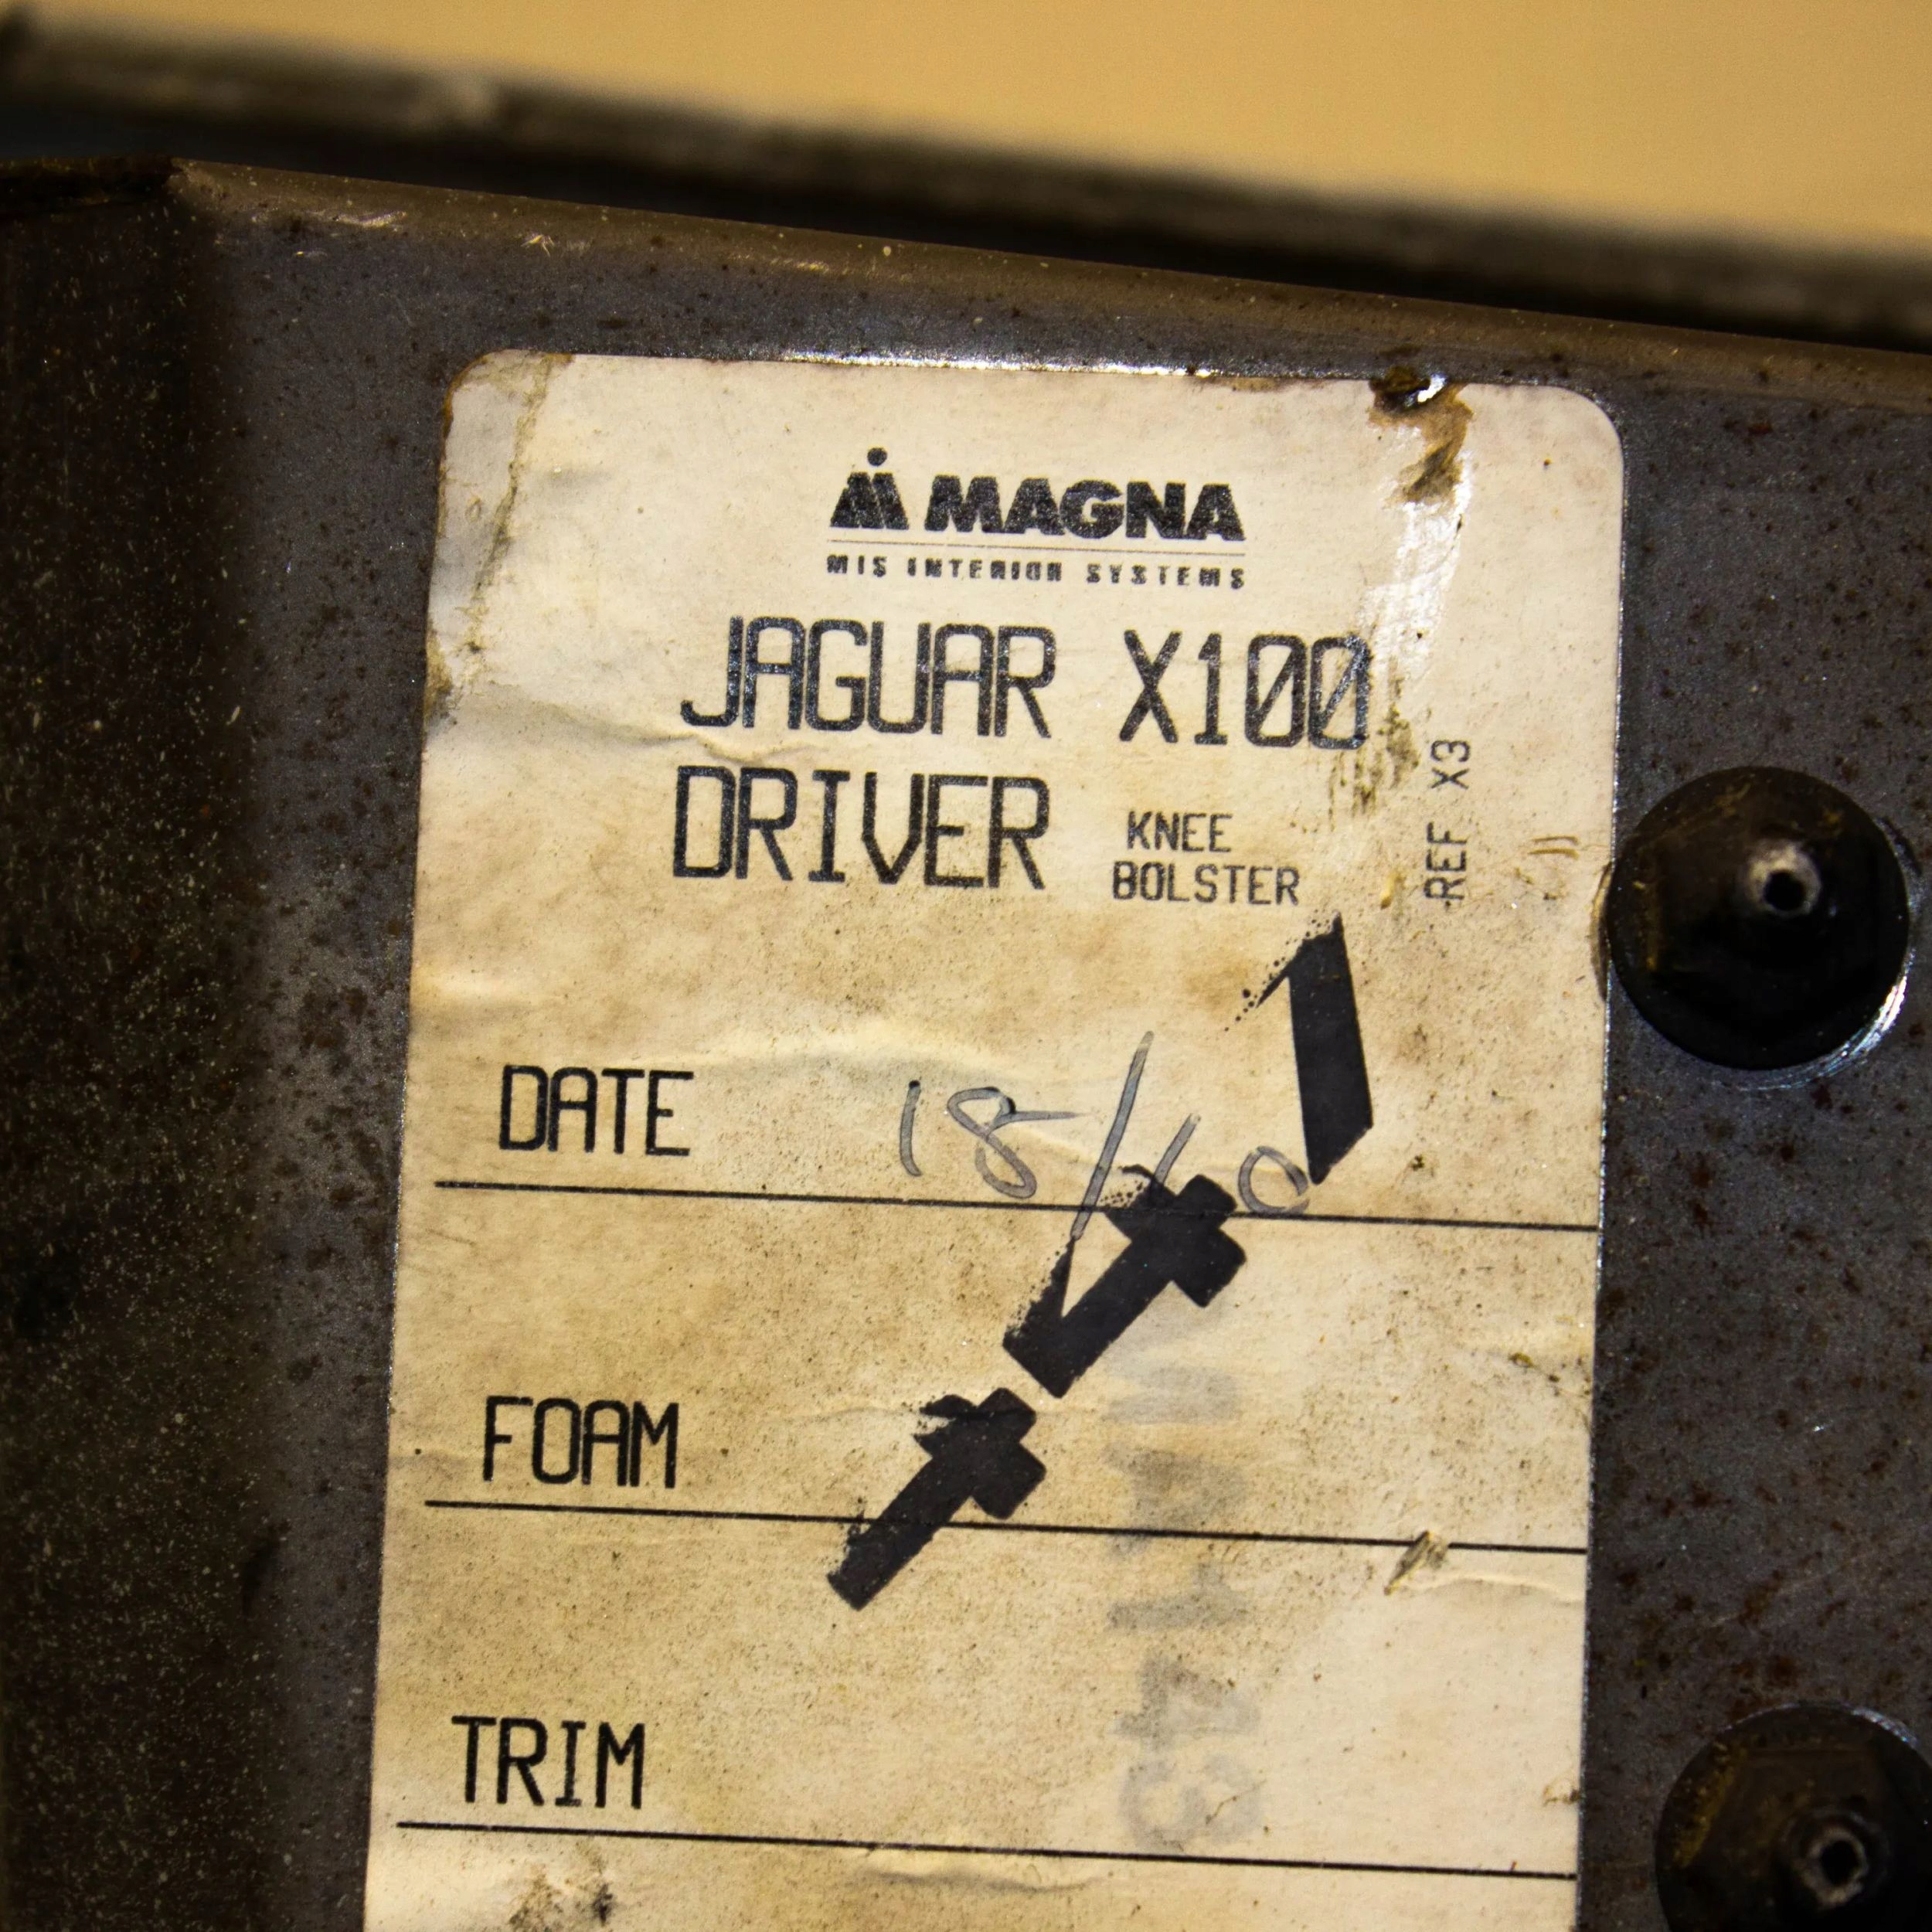 MAGNA
MIS INTERIOR SYSTEMS
JAGUAR X100
DRIVER KNEE BOLSTER
REF X3
DATE 18/10
FOAM
TRIM